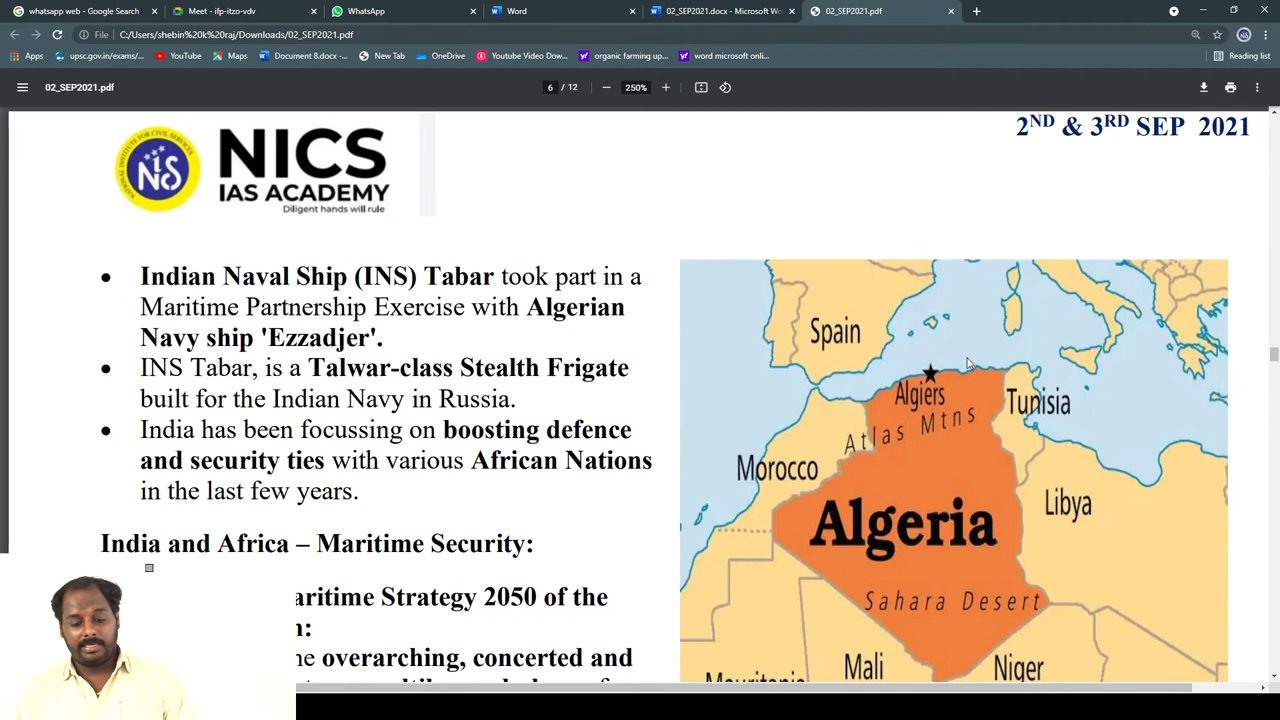 whatsapp web - Google Search
Meet - ifp-itzo-vdv
WhatsApp
Word
02_SEP2021.docx - Microsoft Wor
02_SEP2021.pdf
File
C:/Users/shebin%20k%20raj/Downloads/02_SEP2021.pdf
Apps
upsc.gov.in/exams/...
YouTube
Maps
Document 8.docx -...
New Tab
OneDrive
Youtube Video Dow...
organic farming up...
word microsoft onli...
Reading list
02_SEP2021.pdf
6 / 12
250%
2ND & 3RD SEP 2021
NICS
IAS ACADEMY
Diligent hands will rule
• Indian Naval Ship (INS) Tabar took part in a
Maritime Partnership Exercise with Algerian
Navy ship 'Ezzadjer'.
• INS Tabar, is a Talwar-class Stealth Frigate
built for the Indian Navy in Russia.
• India has been focussing on boosting defence
and security ties with various African Nations
in the last few years.
India and Africa – Maritime Security:
aritime Strategy 2050 of the
n:
he overarching, concerted and
Spain
Algiers
Tunisia
Atlas Mtns
Morocco
Algeria
Libya
Sahara Desert
Mali
Niger
Mauritania